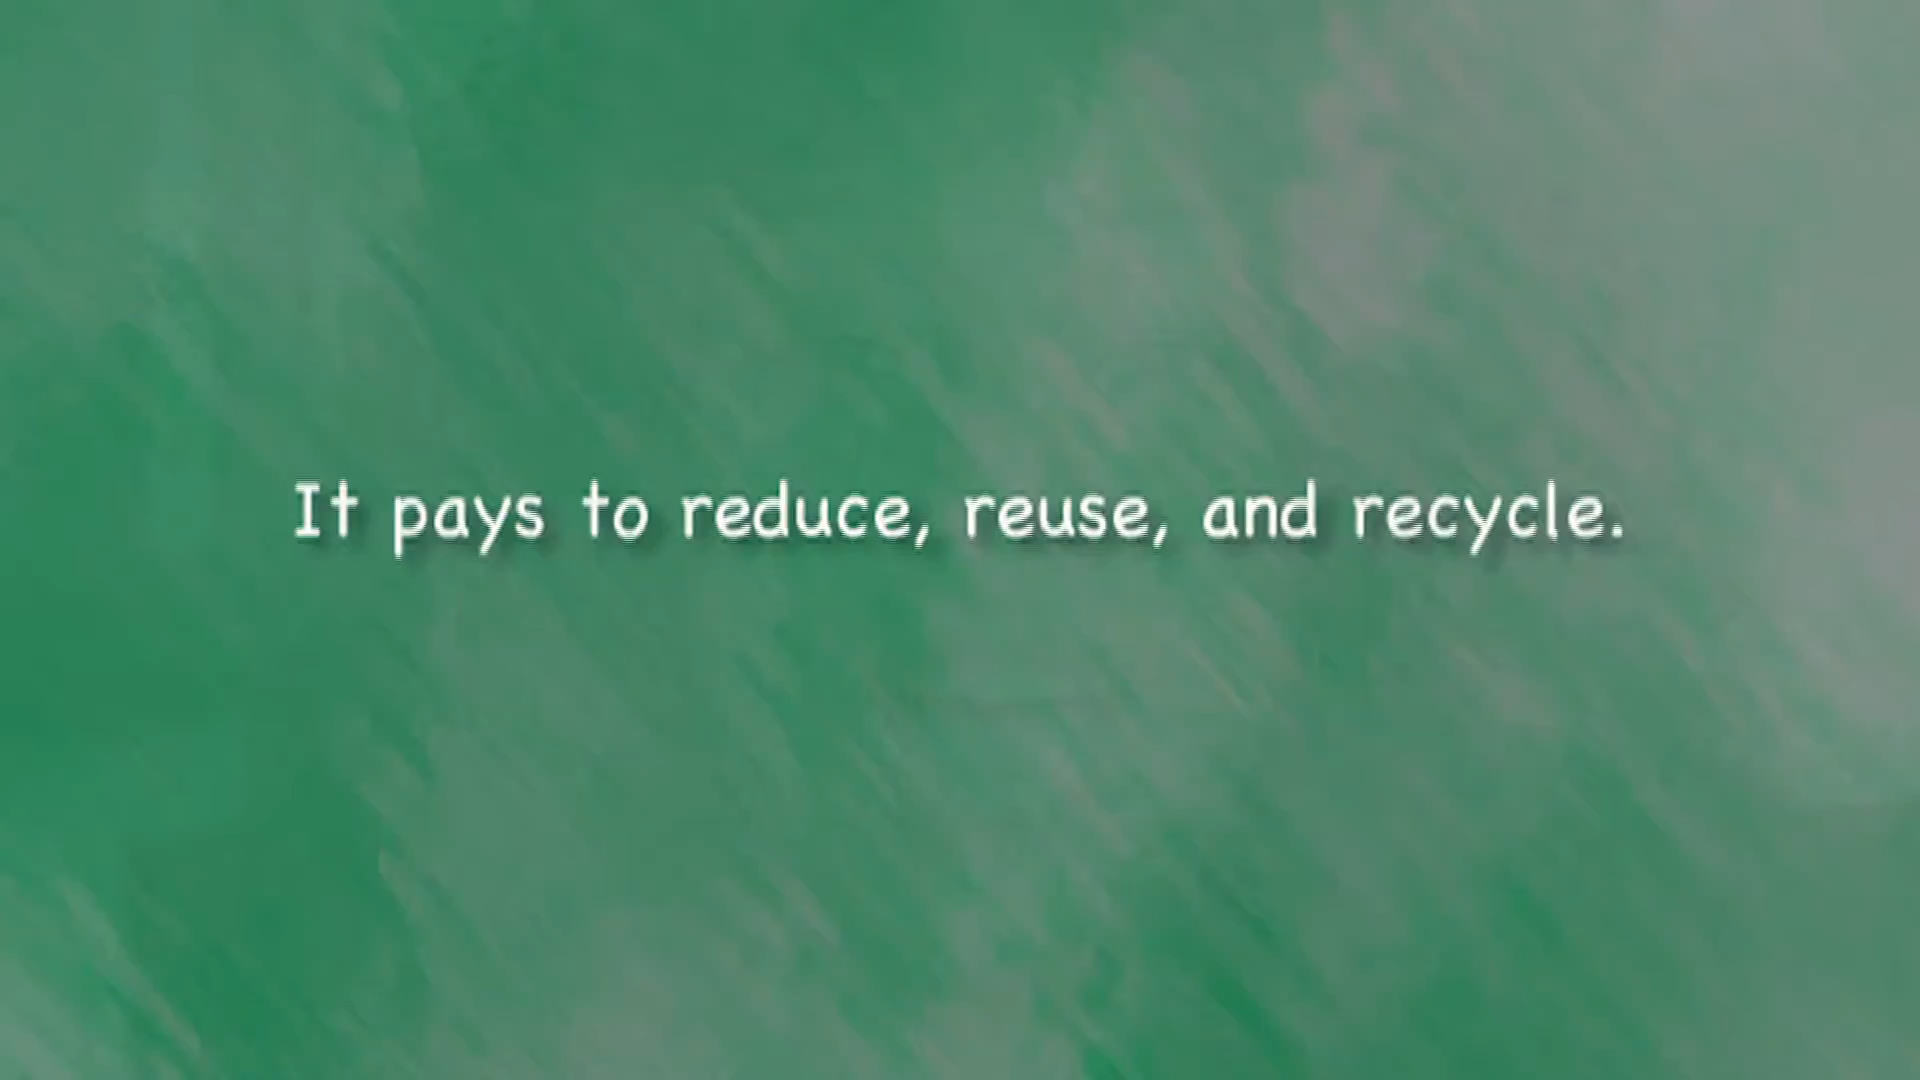 It pays to reduce, reuse, and recycle.